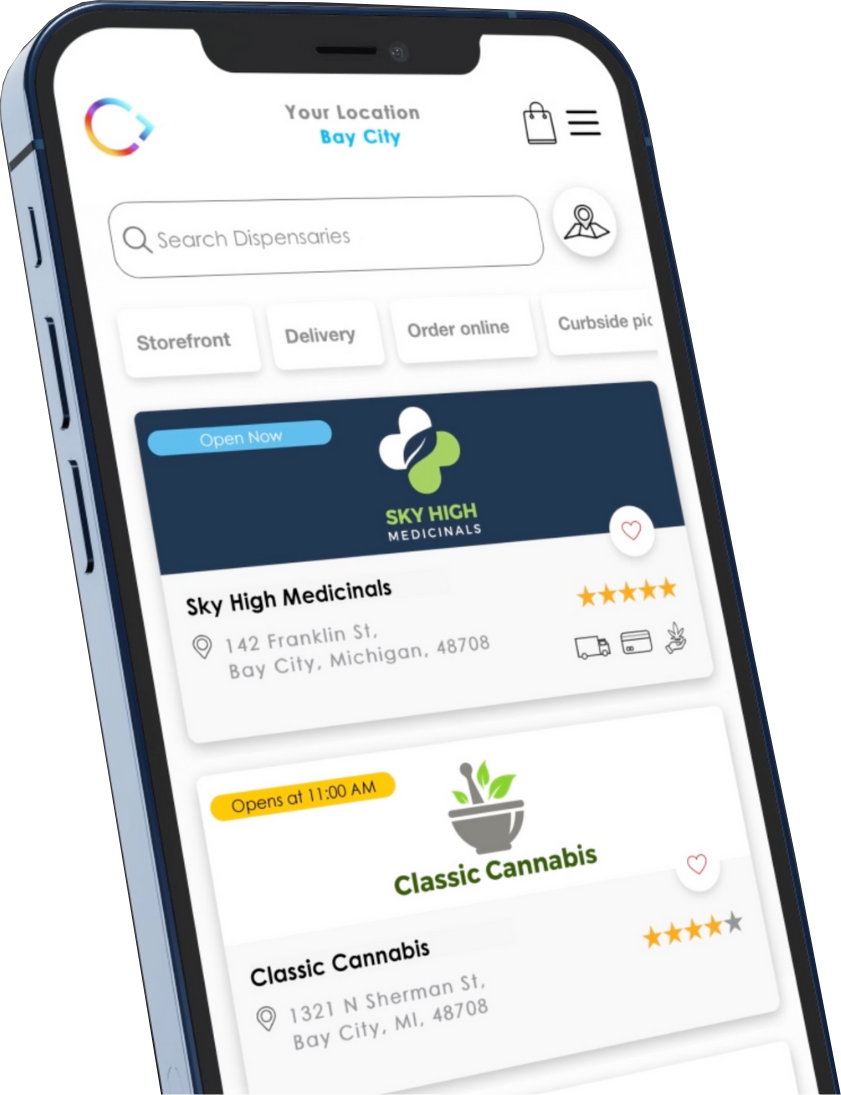 Your Location
Bay City
Search Dispensaries
Storefront
Delivery
Order online
Curbside pic
Open Now
SKY HIGH
MEDICINALS
Sky High Medicinals
142 Franklin St,
Bay City, Michigan, 48708
Opens at 11:00 AM
Classic Cannabis
Classic Cannabis
1321 N Sherman St,
Bay City, MI, 48708